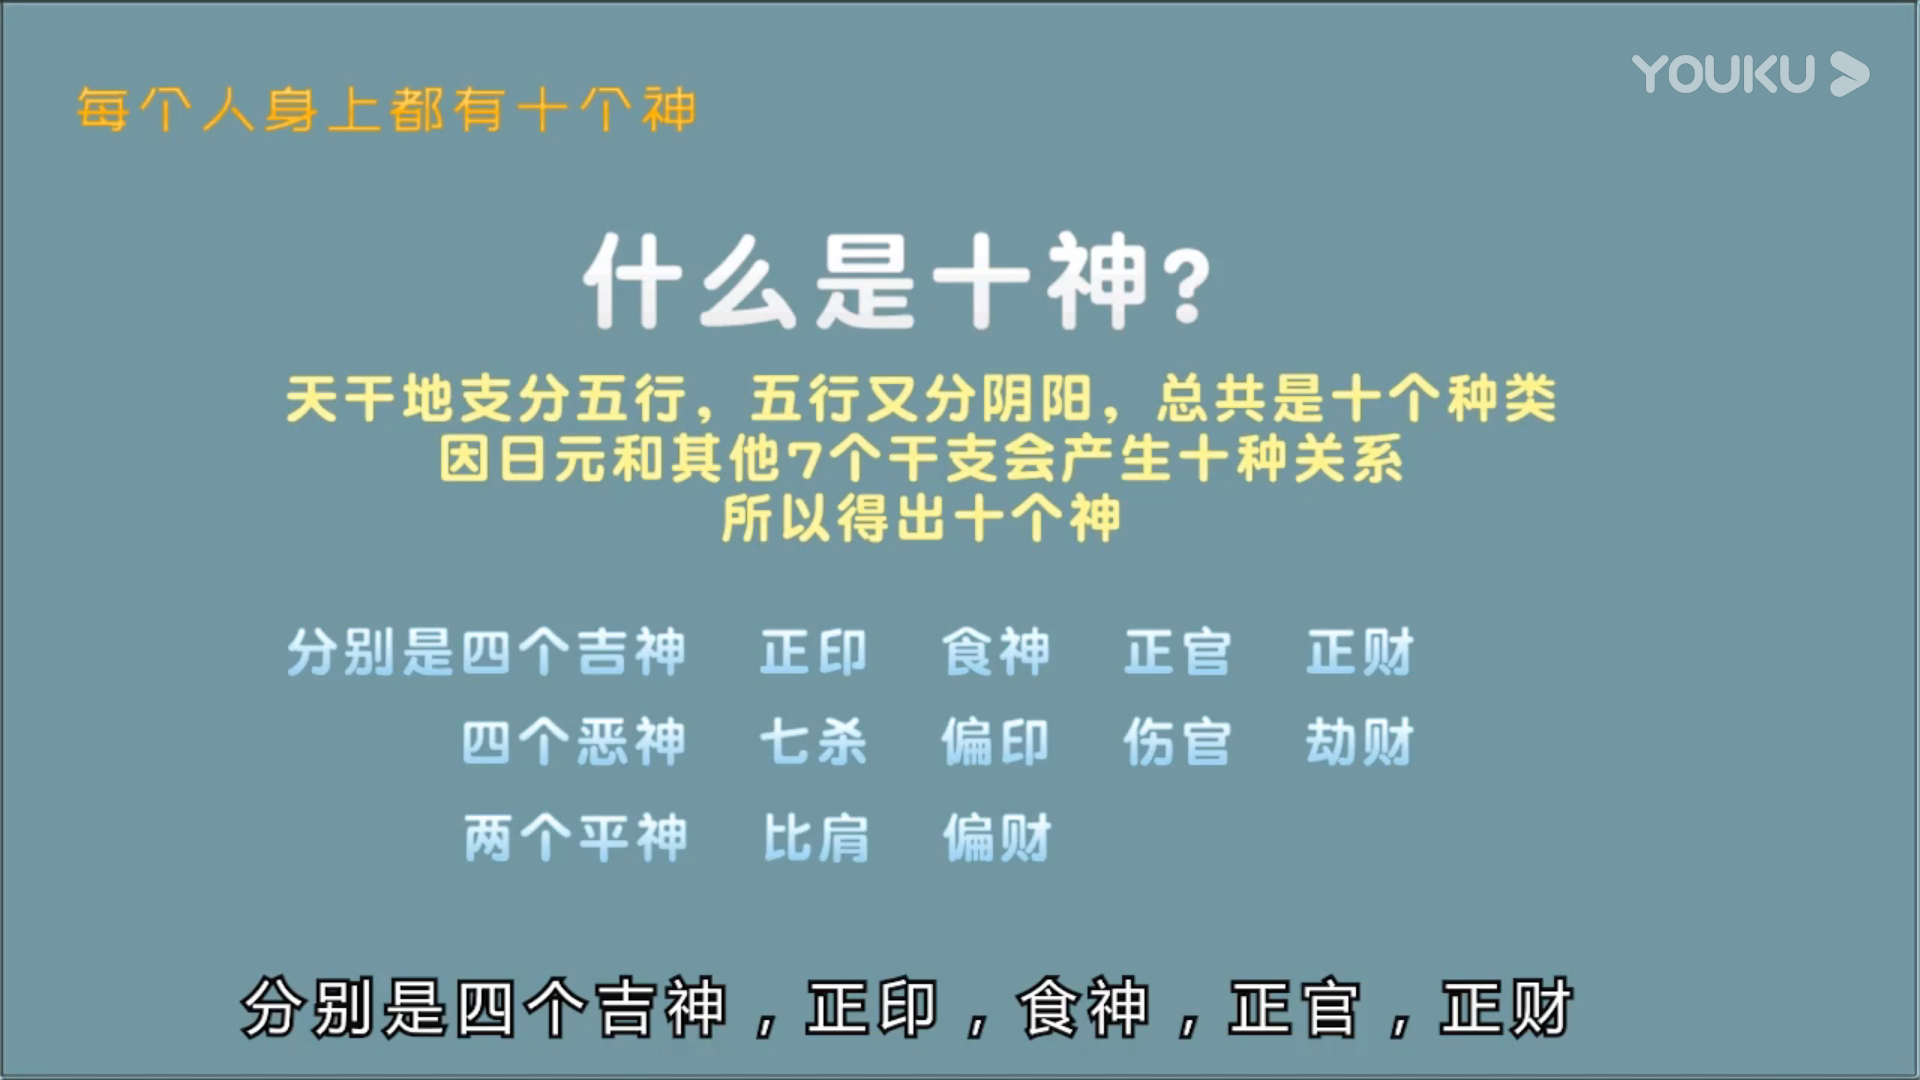 每个人身上都有十个神
YOUKU
什么是十神?
天干地支分五行，五行又分阴阳，总共是十个种类
因日元和其他7个干支会产生十种关系
所以得出十个神
分别是四个吉神 正印 食神 正官 正财
四个恶神 七杀 偏印 伤官 劫财
两个平神 比肩 偏财
分别是四个吉神，正印，食神，正官，正财